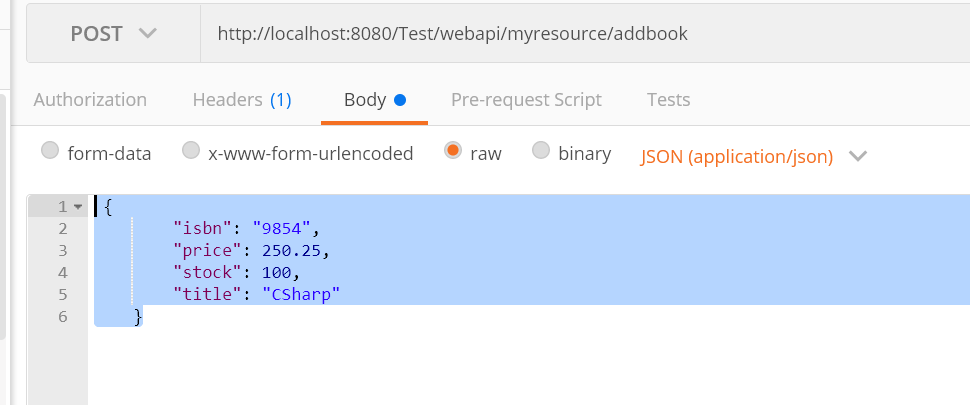 POST http://localhost:8080/Test/webapi/myresource/addbook
Authorization Headers (1) Body Pre-request Script Tests
form-data x-www-form-urlencoded raw binary JSON (application/json)
1 {
2 "isbn": "9854",
3 "price": 250.25,
4 "stock": 100,
5 "title": "CSharp"
6 }